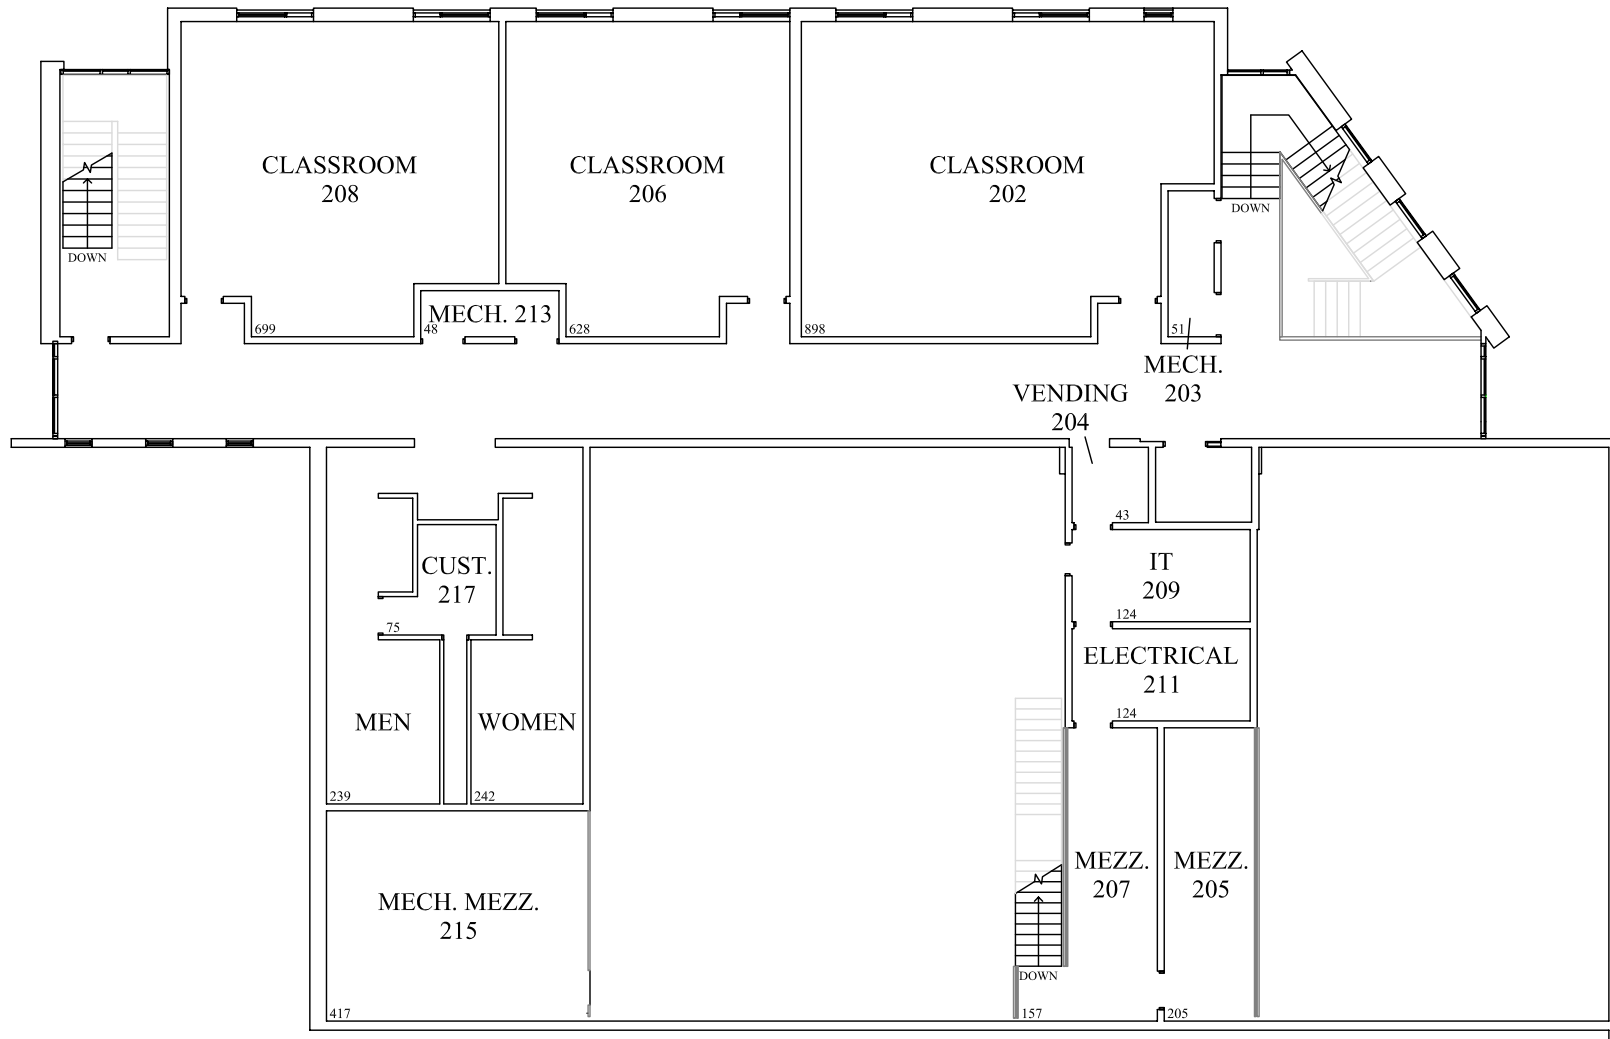 CLASSROOM
208
CLASSROOM
206
CLASSROOM
202
DOWN
DOWN
MECH. 213
699
48
628
898
51
MECH.
203
VENDING
204
43
CUST.
217
IT
209
75
124
ELECTRICAL
211
MEN
WOMEN
124
239
242
MEZZ.
207
MEZZ.
205
MECH. MEZZ.
215
DOWN
417
157
205